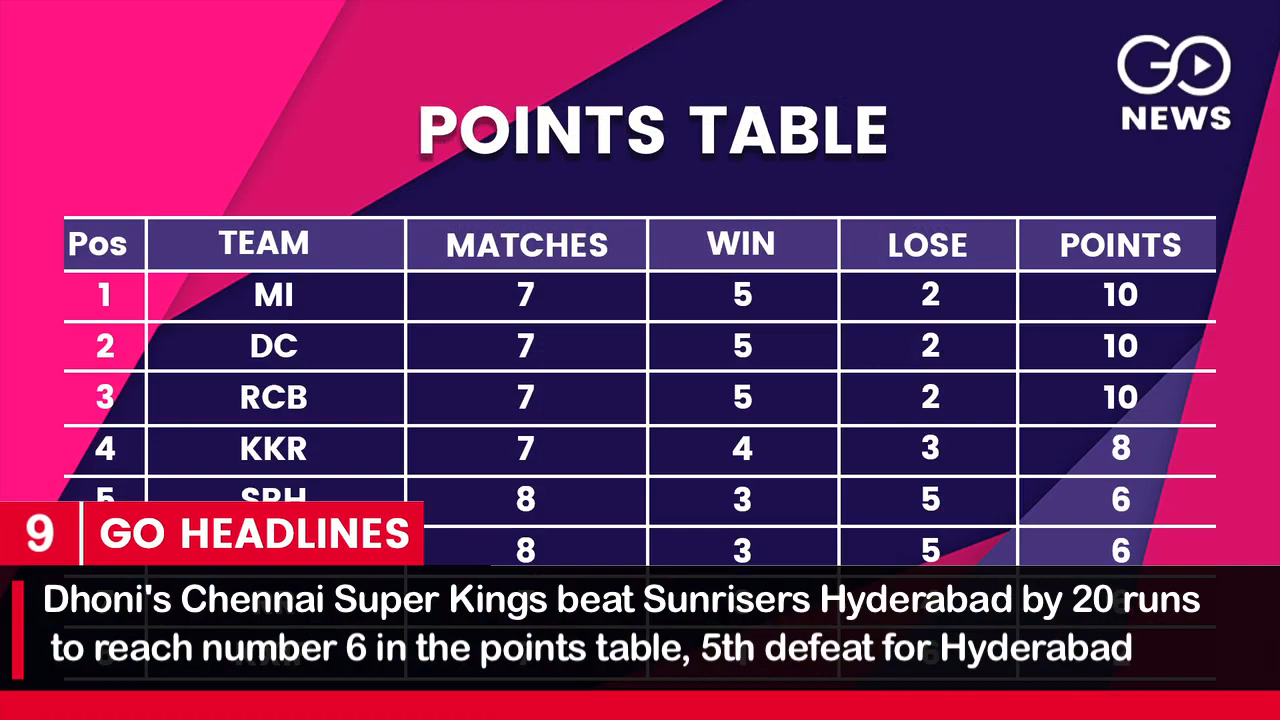 GO
NEWS
POINTS TABLE
Pos TEAM MATCHES WIN LOSE POINTS
1 MI 7 5 2 10
2 DC 7 5 2 10
3 RCB 7 5 2 10
4 KKR 7 4 3 8
5 SRH 8 3 5 6
8 3 5 6
9 GO HEADLINES
Dhoni's Chennai Super Kings beat Sunrisers Hyderabad by 20 runs
to reach number 6 in the points table, 5th defeat for Hyderabad